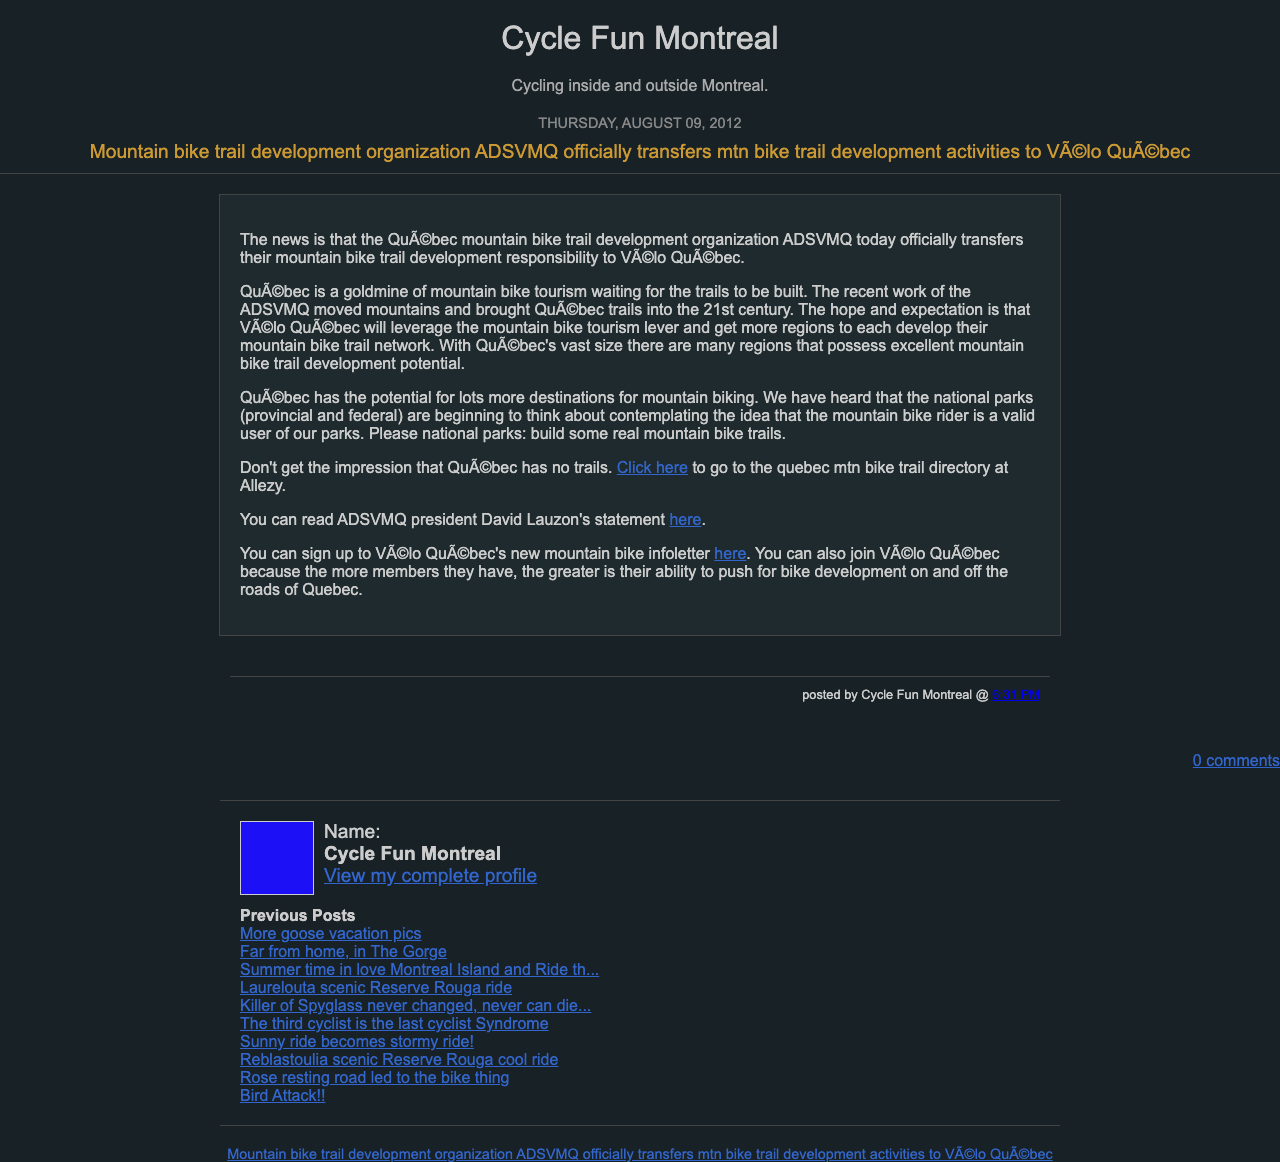 Cycle Fun Montreal
Cycling inside and outside Montreal.
THURSDAY, AUGUST 09, 2012
Mountain bike trail development organization ADSVMQ officially transfers mtn bike trail development activities to VÃ©lo QuÃ©bec
The news is that the QuÃ©bec mountain bike trail development organization ADSVMQ today officially transfers
their mountain bike trail development responsibility to VÃ©lo QuÃ©bec.
QuÃ©bec is a goldmine of mountain bike tourism waiting for the trails to be built. The recent work of the
ADSVMQ moved mountains and brought QuÃ©bec trails into the 21st century. The hope and expectation is that
VÃ©lo QuÃ©bec will leverage the mountain bike tourism lever and get more regions to each develop their
mountain bike trail network. With QuÃ©bec's vast size there are many regions that possess excellent mountain
bike trail development potential.
QuÃ©bec has the potential for lots more destinations for mountain biking. We have heard that the national parks
(provincial and federal) are beginning to think about contemplating the idea that the mountain bike rider is a valid
user of our parks. Please national parks: build some real mountain bike trails.
Don't get the impression that QuÃ©bec has no trails. Click here to go to the quebec mtn bike trail directory at
Allezy.
You can read ADSVMQ president David Lauzon's statement here.
You can sign up to VÃ©lo QuÃ©bec's new mountain bike infoletter here. You can also join VÃ©lo QuÃ©bec
because the more members they have, the greater is their ability to push for bike development on and off the
roads of Quebec.
posted by Cycle Fun Montreal @
0 comments
Name:
Cycle Fun Montreal
View my complete profile
Previous Posts
More goose vacation pics
Far from home, in The Gorge
Summer time in love Montreal Island and Ride th...
Laurelouta scenic Reserve Rouga ride
Killer of Spyglass never changed, never can die...
The third cyclist is the last cyclist Syndrome
Sunny ride becomes stormy ride!
Reblastoulia scenic Reserve Rouga cool ride
Rose resting road led to the bike thing
Bird Attack!!
Mountain bike trail development organization ADSVMQ officially transfers mtn bike trail development activities to VÃ©lo QuÃ©bec